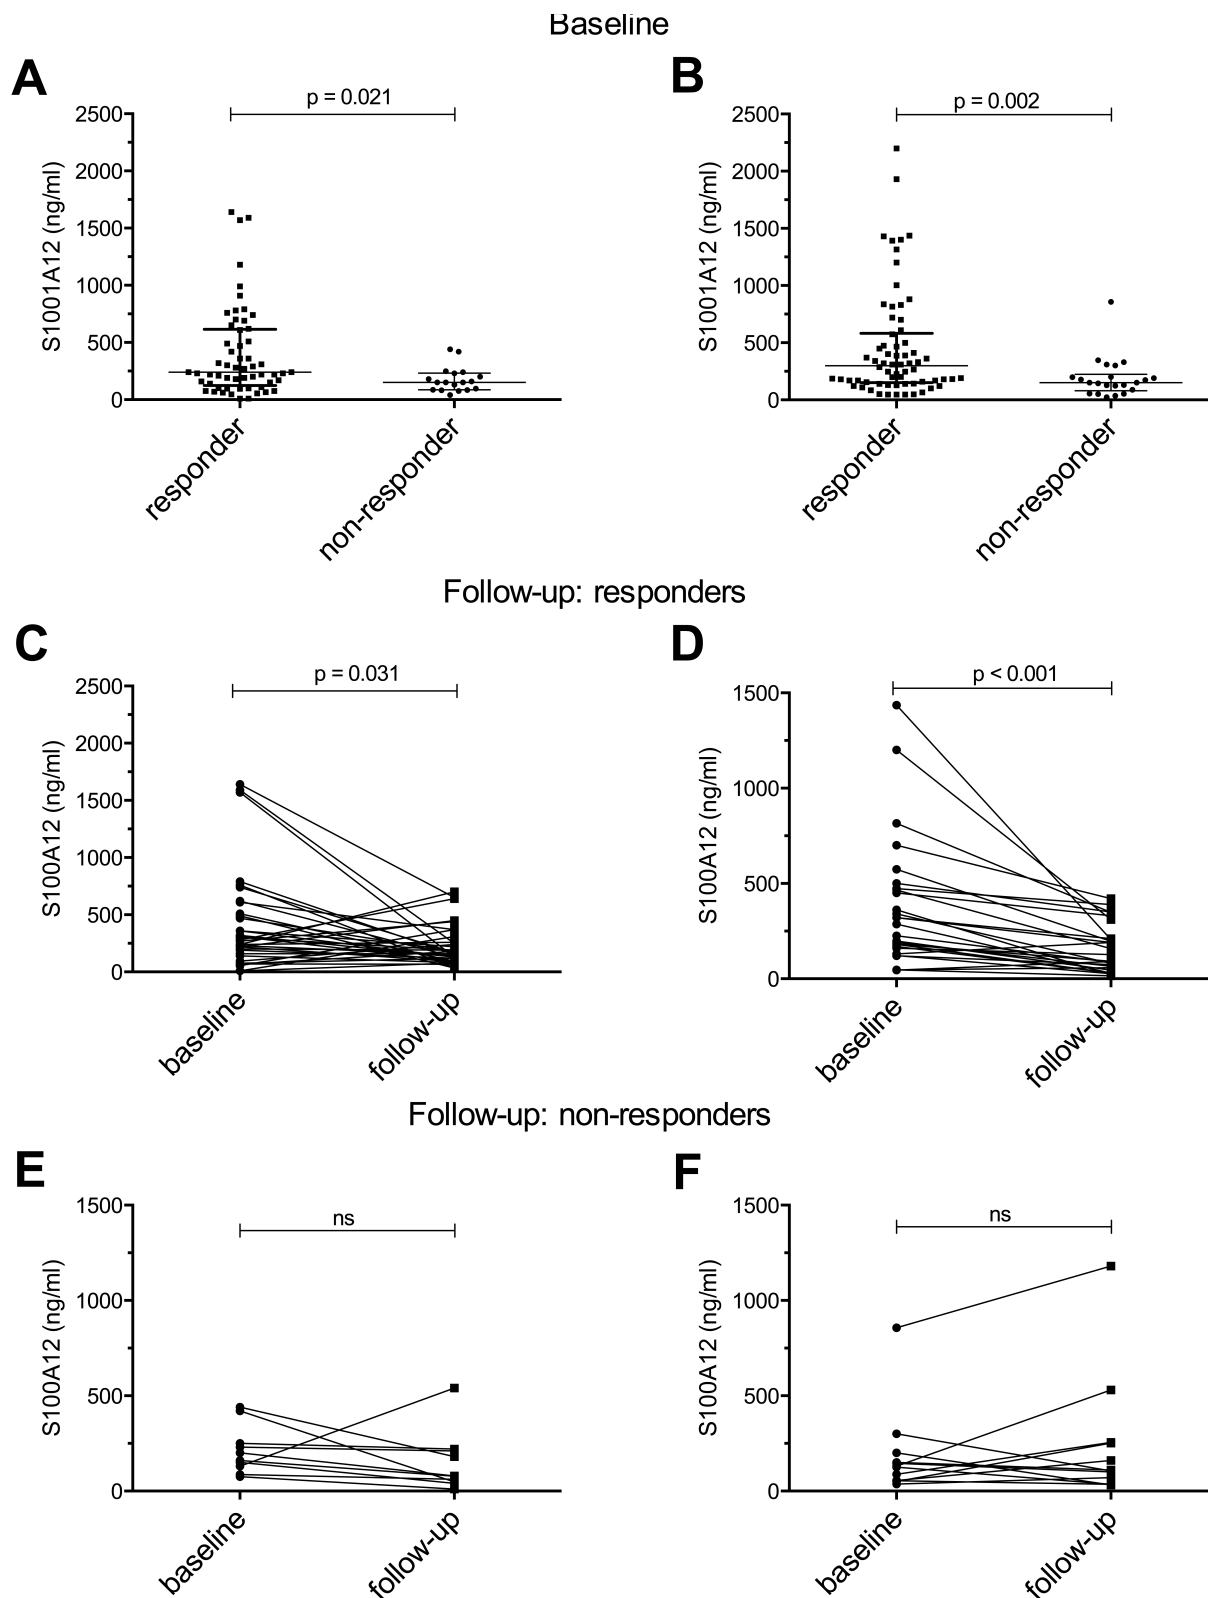 Baseline
A
B
p = 0.021
p = 0.002
S1001A12 (ng/ml)
2500
2000
1500
1000
500
0
responder
non-responder
S1001A12 (ng/ml)
2500
2000
1500
1000
500
0
responder
non-responder
Follow-up: responders
C
D
p = 0.031
p < 0.001
S100A12 (ng/ml)
2500
2000
1500
1000
500
0
baseline
follow-up
S100A12 (ng/ml)
1500
1000
500
0
baseline
follow-up
Follow-up: non-responders
E
F
ns
ns
S100A12 (ng/ml)
1500
1000
500
0
baseline
follow-up
S100A12 (ng/ml)
1500
1000
500
0
baseline
follow-up